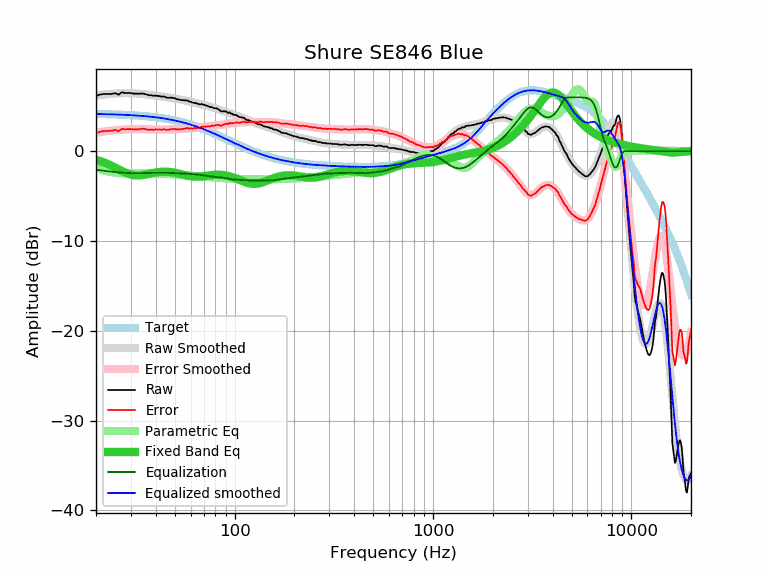 Shure SE846 Blue
Amplitude (dBr)
0
−10
−20
−30
−40
Target
Raw Smoothed
Error Smoothed
Raw
Error
Parametric Eq
Fixed Band Eq
Equalization
Equalized smoothed
100
1000
10000
Frequency (Hz)